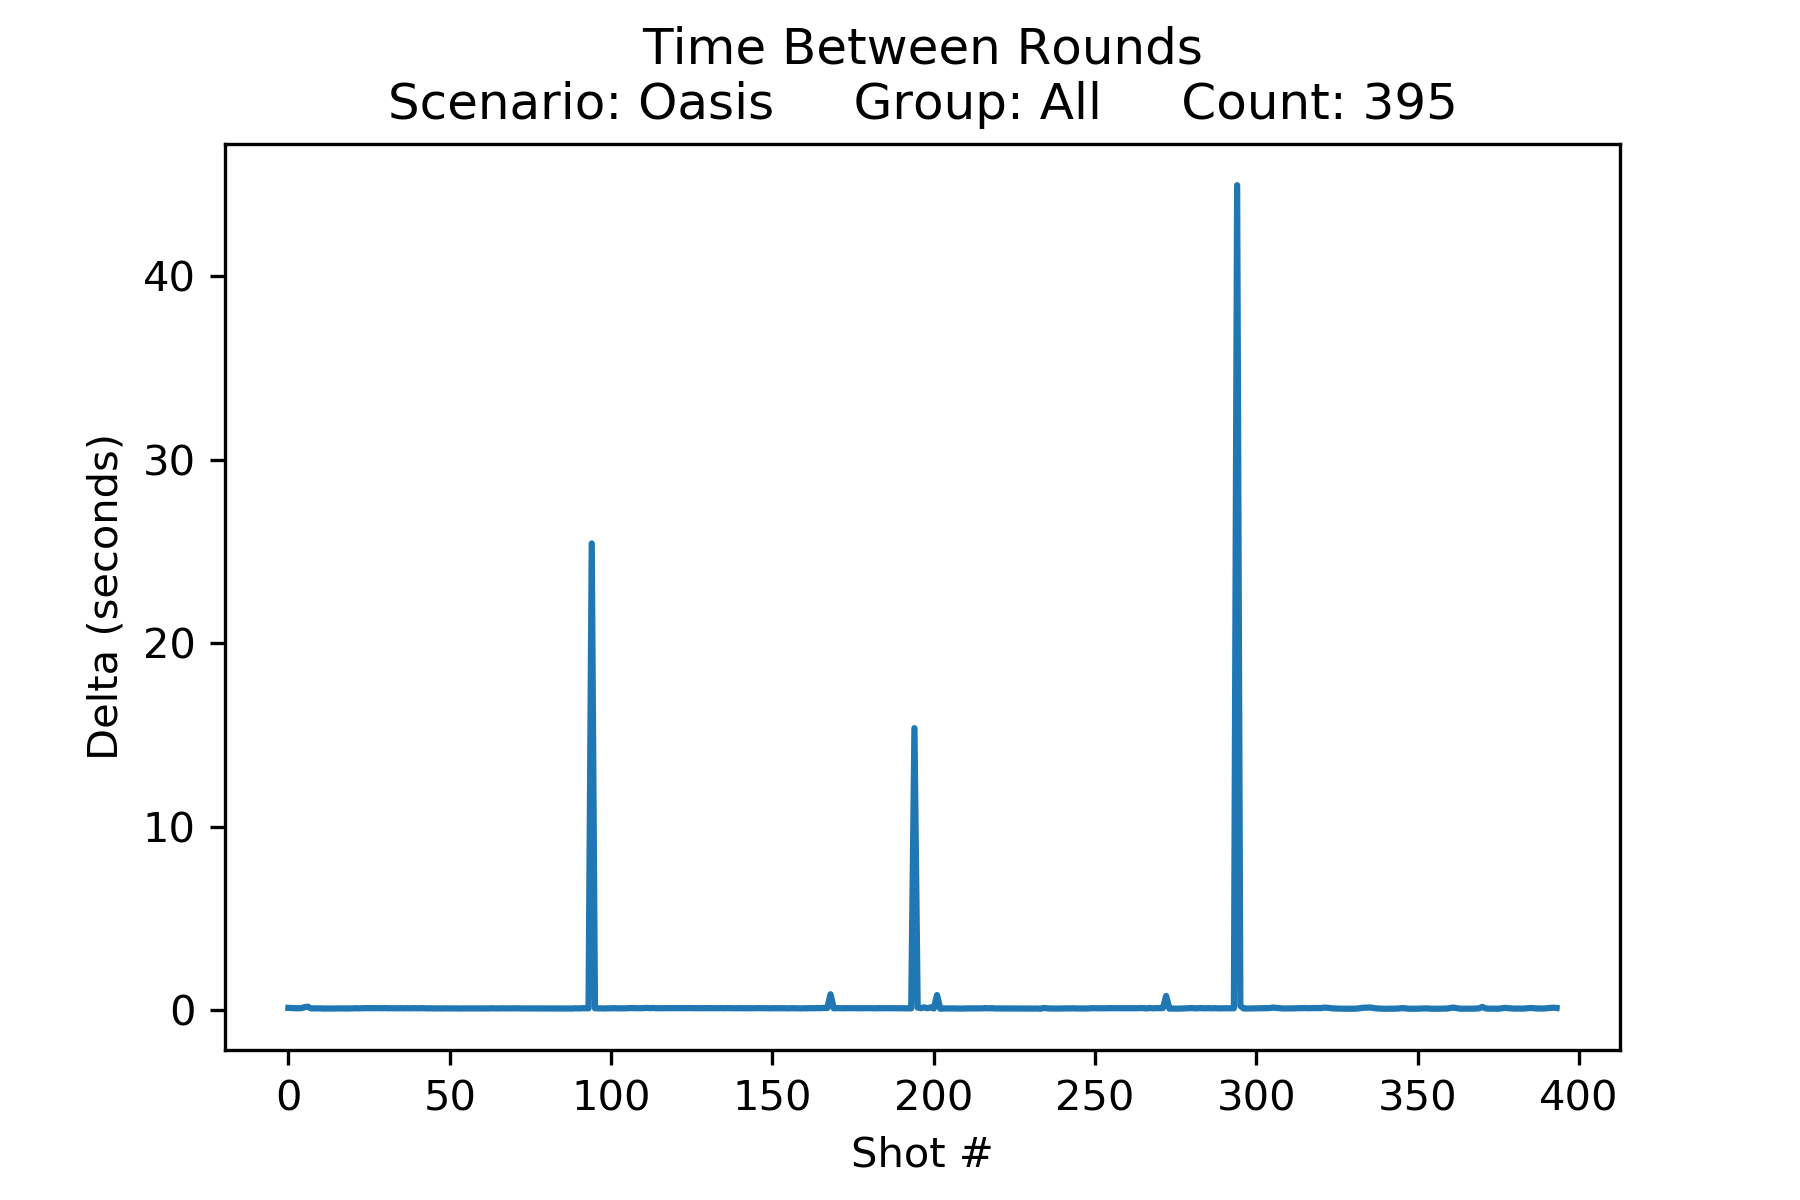 Time Between Rounds
Scenario: Oasis Group: All Count: 395
40
30
20
10
0
Delta (seconds)
0 50 100 150 200 250 300 350 400
Shot #